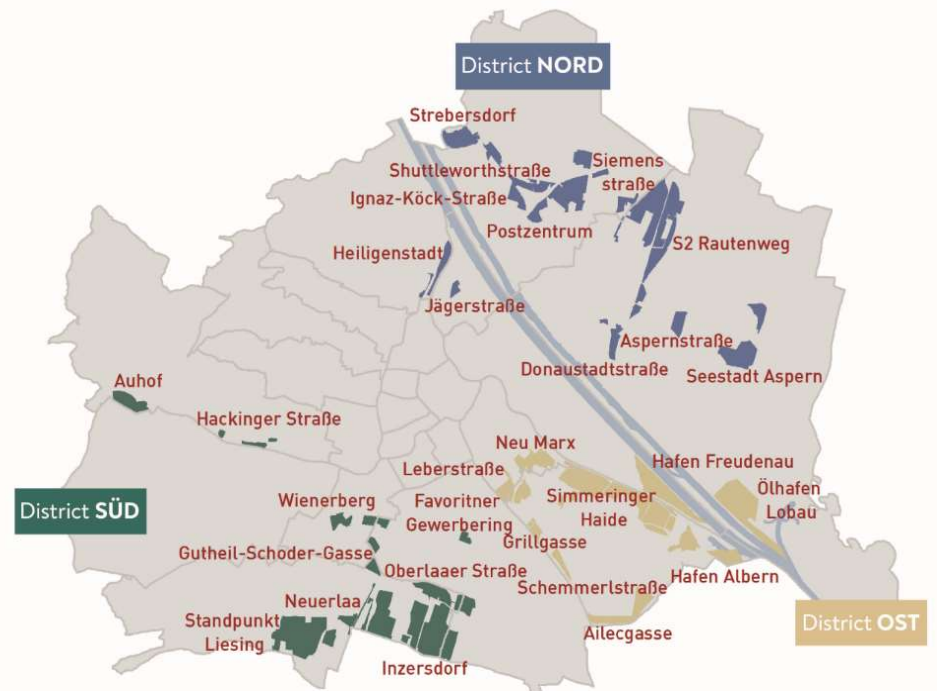 District NORD
Strebersdorf
Shuttleworthstraße
Siemens
straße
Ignaz-Köck-Straße
Postzentrum
S2 Rautenweg
Heiligenstadt
Jägerstraße
Aspernstraße
Donaustadtstraße
Seestadt Aspern
Auhof
Hackinger Straße
Neu Marx
Leberstraße
Hafen Freudenau
Ölhafen
Lobau
District SÜD
Wienerberg
Favoritner
Gewerbering
Simmeringer
Haide
Grillgasse
Gutheil-Schoder-Gasse
Oberlaaer Straße
Schemmerlstraße
Hafen Albern
Neuerlaa
Standpunkt
Liesing
Ailecgasse
District OST
Inzersdorf